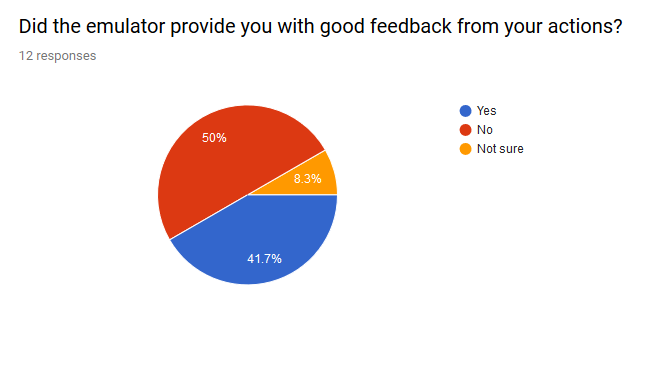 Did the emulator provide you with good feedback from your actions?
12 responses
Yes
No
Not sure
50%
8.3%
41.7%